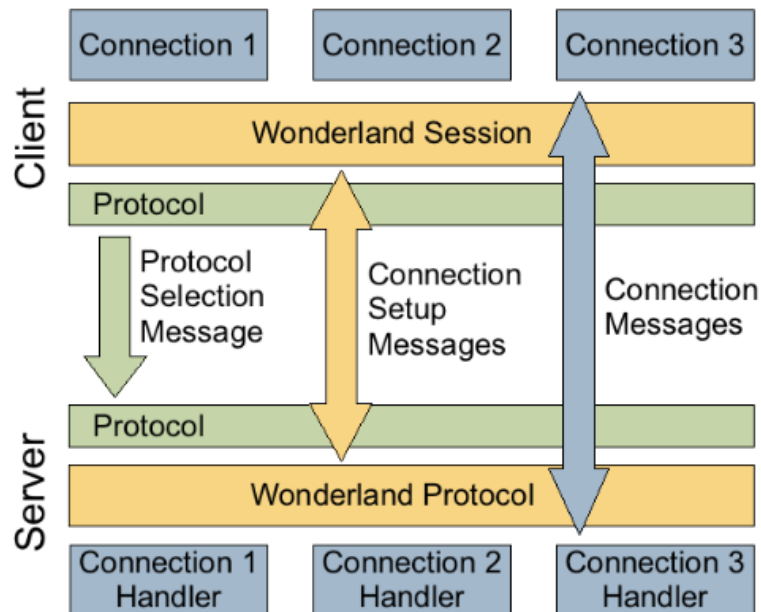 Connection 1
Connection 2
Connection 3
Client
Wonderland Session
Protocol
Protocol
Selection
Message
Connection
Setup
Messages
Connection
Messages
Server
Protocol
Wonderland Protocol
Connection 1
Handler
Connection 2
Handler
Connection 3
Handler